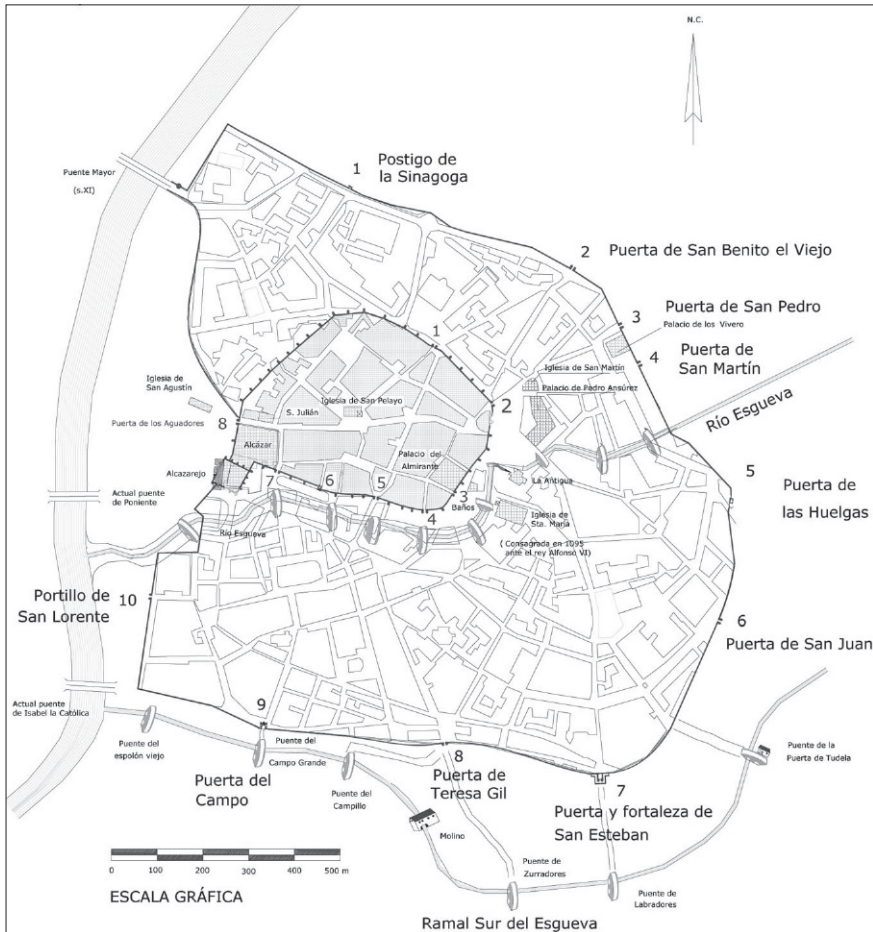 N.C.
Puente Mayor
(s.XI)
1
Postigo de
la Sinagoga
2
Puerta de San Benito el Viejo
3
Puerta de San Pedro
Palacio de los Vivero
4
Puerta de
San Martín
Río Esgueva
Iglesia de San Martín
Palacio de Pedro Ansúrez
1
2
Iglesia de
San Agustín
S. Julián
Iglesia de San Pelayo
Puerta de los Aguadores
8
Alcázar
Palacio del
Almirante
Alcazarejo
7
6
5
4
3
Baños
La Antigua
Iglesia de
Sta. María
( Consagrada en 1095
ante el rey Alfonso VI)
Río Esgueva
Actual puente
de Poniente
5
Puerta de
las Huelgas
10
Portillo de
San Lorente
6
Puerta de San Juan
Actual puente
de Isabel la Católica
9
Puente del
espolón viejo
Puente del
Campo Grande
Puerta del
Campo
Puente del
Campillo
8
Puerta de
Teresa Gil
7
Puerta y fortaleza de
San Esteban
Puente de la
Puerta de Tudela
Molino
Puente de
Zurradores
Puente de
Labradores
0 100 200 300 400 500 m
ESCALA GRÁFICA
Ramal Sur del Esgueva